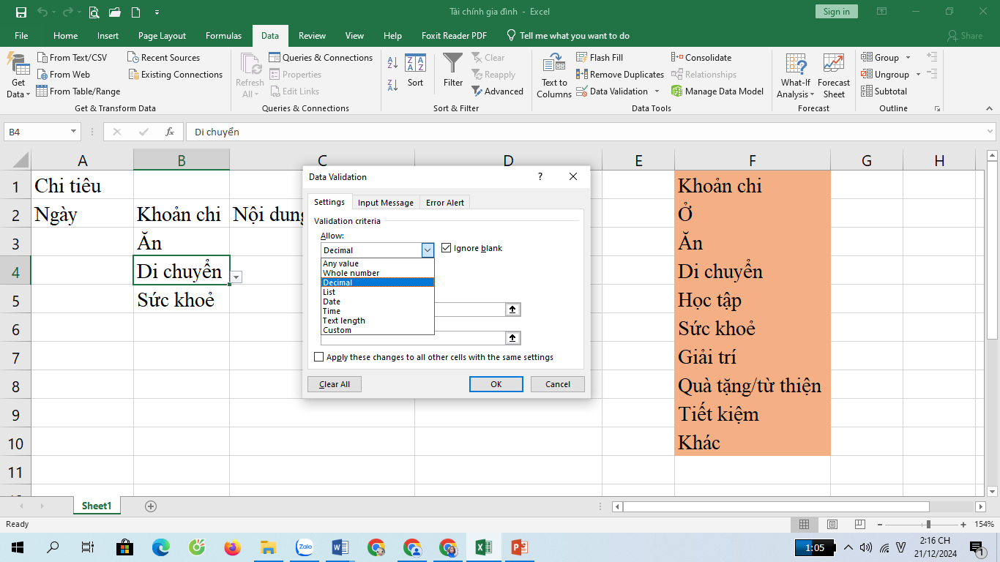 Tài chính gia đình - Excel
Sign in
File Home Insert Page Layout Formulas Data Review View Help Foxit Reader PDF Tell me what you want to do Share
Get Data
From Text/CSV
From Web
From Table/Range
Recent Sources
Existing Connections
Get & Transform Data
Refresh All
Queries & Connections
Properties
Edit Links
Queries & Connections
Sort
Filter
Clear
Reapply
Advanced
Sort & Filter
Text to Columns
Flash Fill
Remove Duplicates
Data Validation
Consolidate
Relationships
Manage Data Model
Data Tools
What-If Analysis
Forecast Sheet
Forecast
Group
Ungroup
Subtotal
Outline
B4
fx
Di chuyển
A B C D E F G H
1 Chi tiêu Khoản chi
2 Ngày Khoản chi Nội dung Ở
3 Ăn Ăn
4 Di chuyển Di chuyển
5 Sức khoẻ Học tập
6 Sức khoẻ
7 Giải trí
8 Quà tặng/từ thiện
9 Tiết kiệm
10 Khác
11
Data Validation ?
Settings Input Message Error Alert
Validation criteria
Allow:
Decimal
Ignore blank
Any value
Whole number
Decimal
List
Date
Time
Text length
Custom
Apply these changes to all other cells with the same settings
Clear All OK Cancel
Sheet1
Ready
154%
Zalo
1:05
2:16 CH
21/12/2024
1